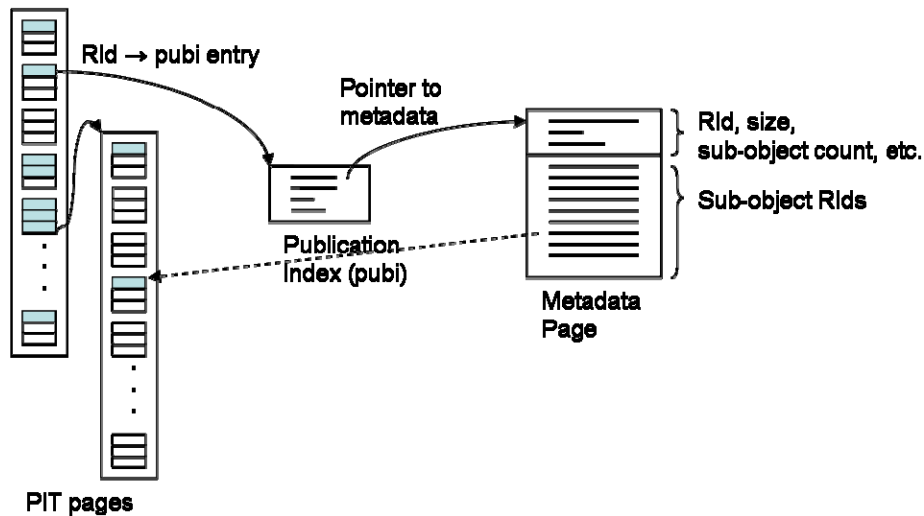 RId → pubi entry
Pointer to
metadata
RId, size,
sub-object count, etc.
Sub-object RIds
Publication
Index (pubi)
Metadata
Page
PIT pages